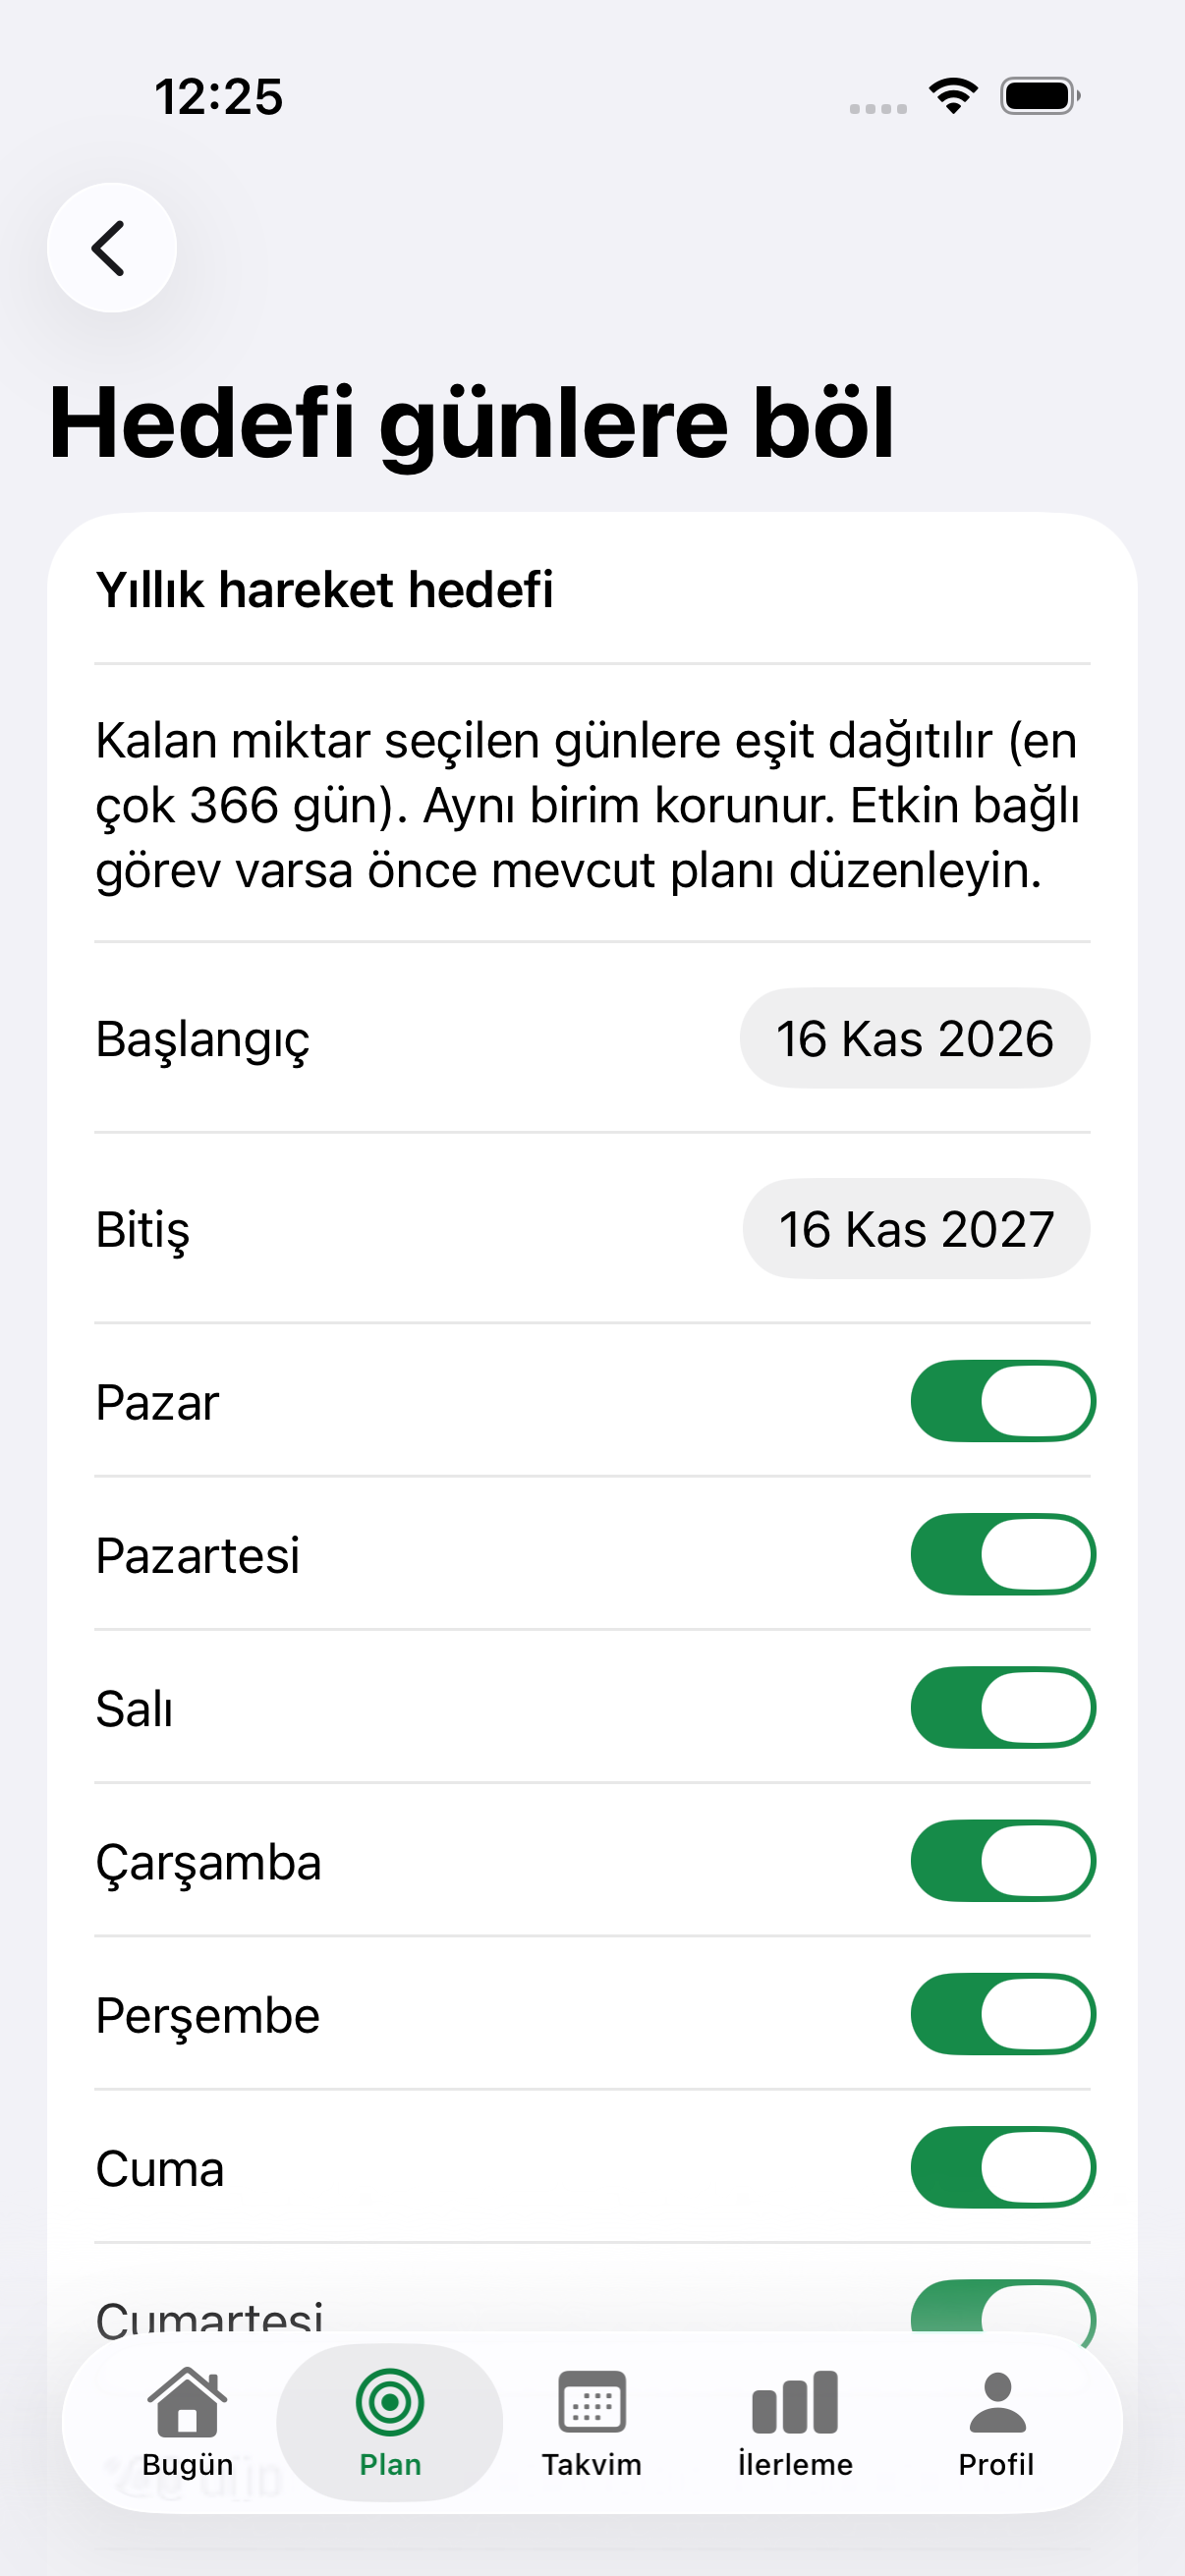 12:25
Hedefi günlere böl
Yıllık hareket hedefi
Kalan miktar seçilen günlere eşit dağıtılır (en
çok 366 gün). Aynı birim korunur. Etkin bağlı
görev varsa önce mevcut planı düzenleyin.
Başlangıç 16 Kas 2026
Bitiş 16 Kas 2027
Pazar
Pazartesi
Salı
Çarşamba
Perşembe
Cuma
Cumartesi
Bugün Plan Takvim İlerleme Profil